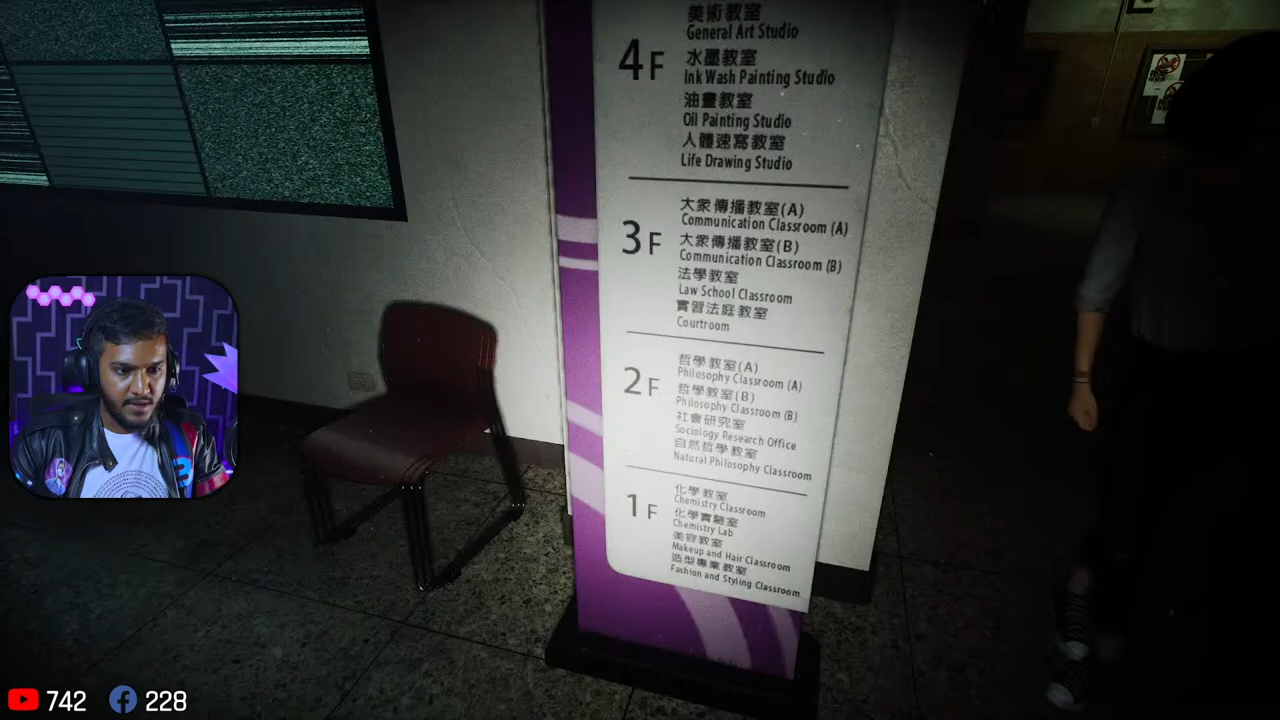 美術教室
General Art Studio
4F
水墨教室
Ink Wash Painting Studio
油畫教室
Oil Painting Studio
人體速寫教室
Life Drawing Studio
3F
大衆傳播教室(A)
Communication Classroom (A)
大衆傳播教室(B)
Communication Classroom (B)
法學教室
Law School Classroom
實習法庭教室
Courtroom
2F
哲學教室(A)
Philosophy Classroom (A)
哲學教室(B)
Philosophy Classroom (B)
社會研究室
Sociology Research Office
自然哲學教室
Natural Philosophy Classroom
1F
化學教室
Chemistry Classroom
化學實驗室
Chemistry Lab
美容教室
Makeup and Hair Classroom
造型專業教室
Fashion and Styling Classroom
742
228